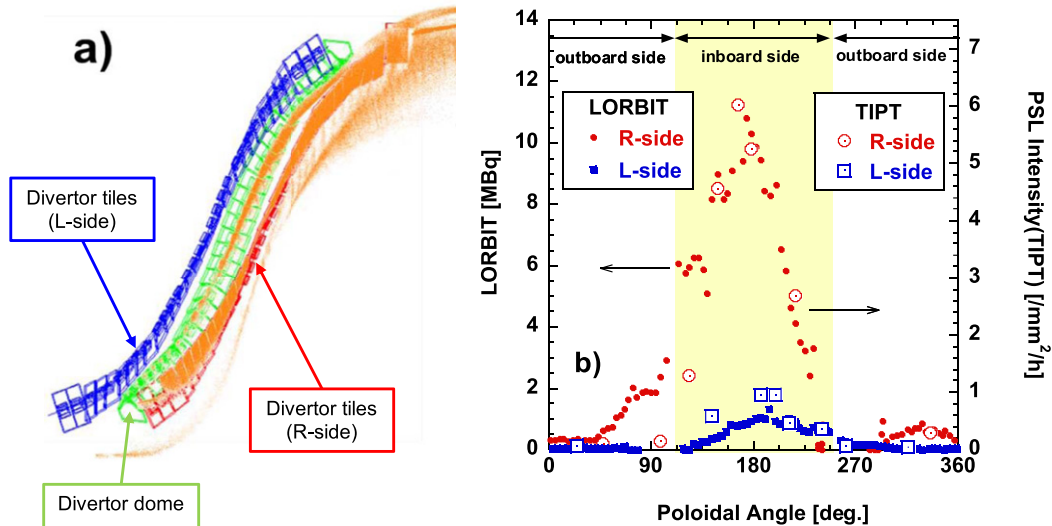 a)
Divertor tiles
(L-side)
Divertor tiles
(R-side)
Divertor dome
14
12
10
8
6
4
2
0
LORBIT [MBq]
outboard side
inboard side
outboard side
LORBIT
R-side
L-side
TIPT
R-side
L-side
b)
7
6
5
4
3
2
1
0
PSL Intensity(TIPT) [/mm²/h]
0
90
180
270
360
Poloidal Angle [deg.]